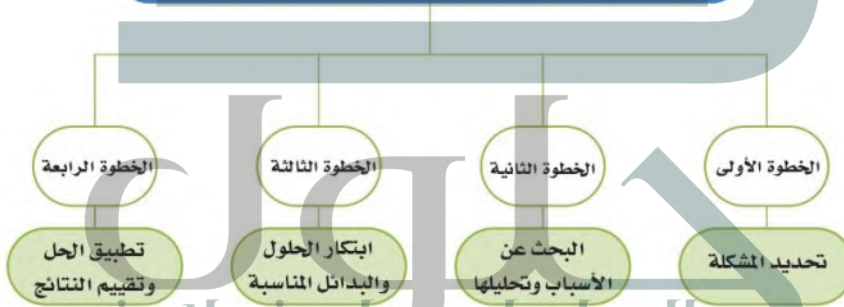 الخطوة الأولى
الخطوة الثانية
الخطوة الثالثة
الخطوة الرابعة
تحديد المشكلة
البحث عن
الأسباب وتحليلها
ابتكار الحلول
والبدائل المناسبة
تطبيق الحل
وتقييم النتائج
حلول